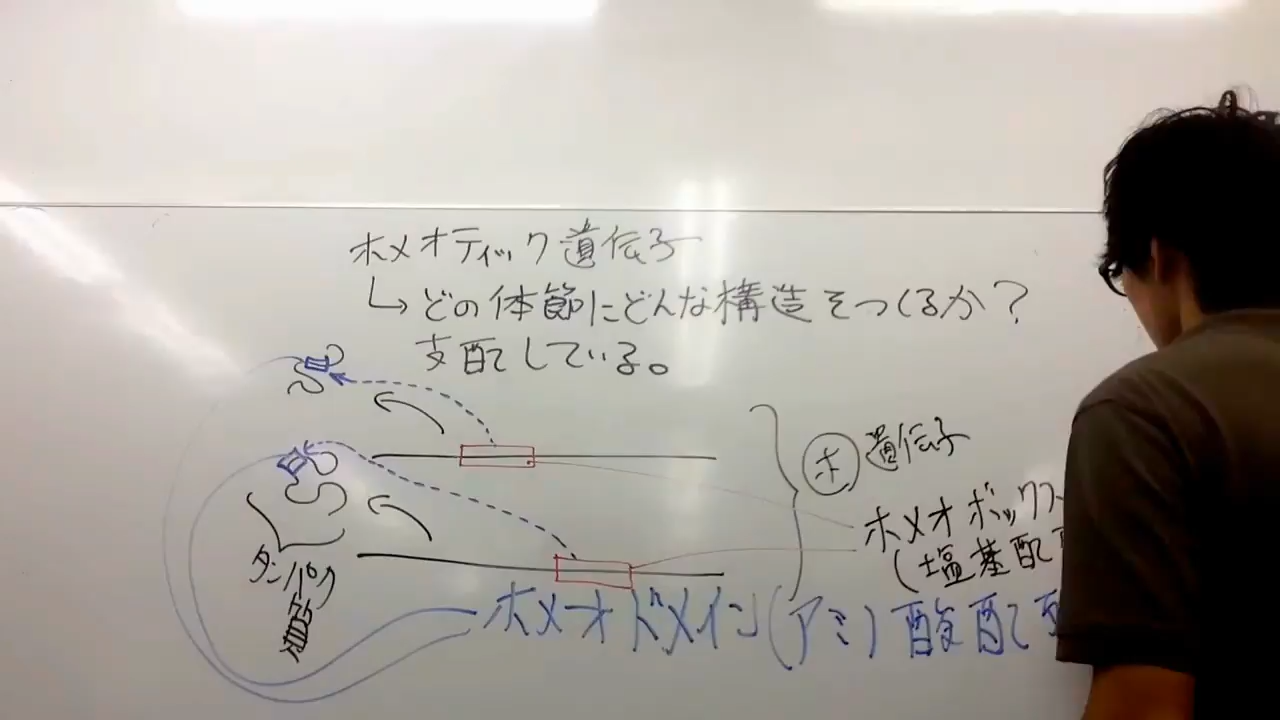 ホメオティック遺伝子
↳どの体節にどんな構造をつくるか?
支配している。
ホ 遺伝子
ホメオボックス
(塩基配
タンパク
質
ホメオドメイン(アミノ酸配